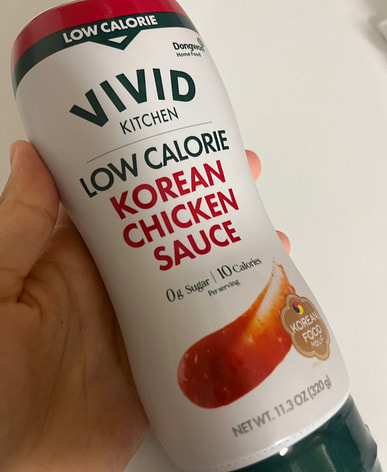 LOW CALORIE
Dongwon
Home Food
VIVID
KITCHEN
LOW CALORIE
KOREAN
CHICKEN
SAUCE
0g Sugar | 10 Calories
Per serving
KOREAN
FOOD
NET WT. 11.3 OZ (320g)